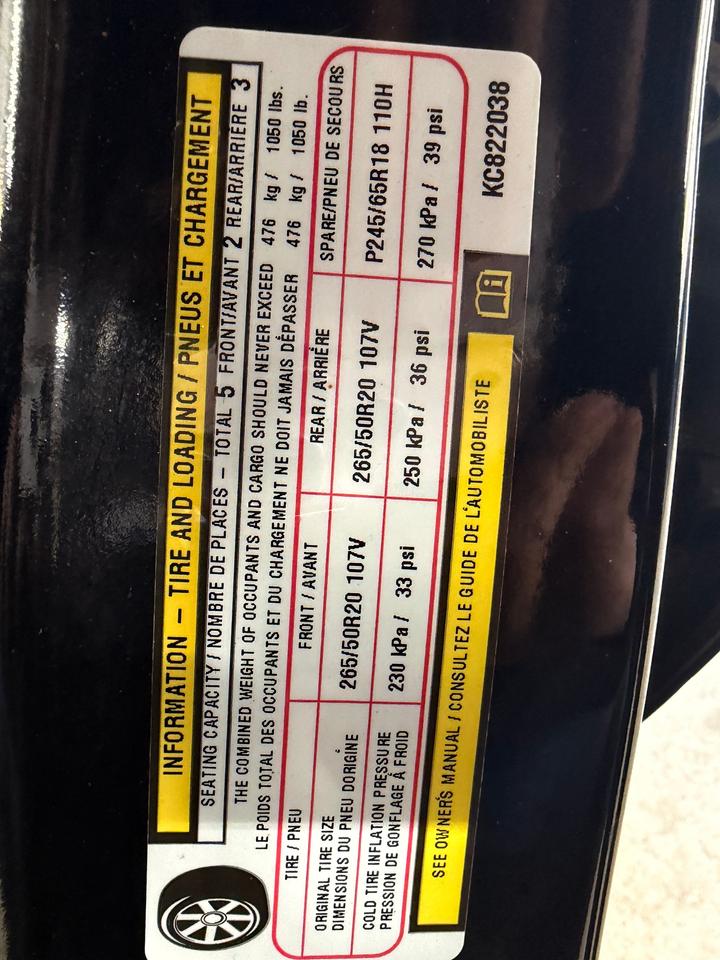 INFORMATION – TIRE AND LOADING / PNEUS ET CHARGEMENT
SEATING CAPACITY / NOMBRE DE PLACES – TOTAL 5 FRONT/AVANT 2 REAR/ARRIÈRE 3
THE COMBINED WEIGHT OF OCCUPANTS AND CARGO SHOULD NEVER EXCEED 476 kg / 1050 lbs.
LE POIDS TOTAL DES OCCUPANTS ET DU CHARGEMENT NE DOIT JAMAIS DÉPASSER 476 kg / 1050 lb.
TIRE / PNEU FRONT / AVANT REAR / ARRIÈRE SPARE/PNEU DE SECOURS
ORIGINAL TIRE SIZE
DIMENSIONS DU PNEU DORIGINE 265/50R20 107V 265/50R20 107V P245/65R18 110H
COLD TIRE INFLATION PRESSURE
PRESSION DE GONFLAGE À FROID 230 kPa / 33 psi 250 kPa / 36 psi 270 kPa / 39 psi
SEE OWNER'S MANUAL / CONSULTEZ LE GUIDE DE L'AUTOMOBILISTE
KC822038